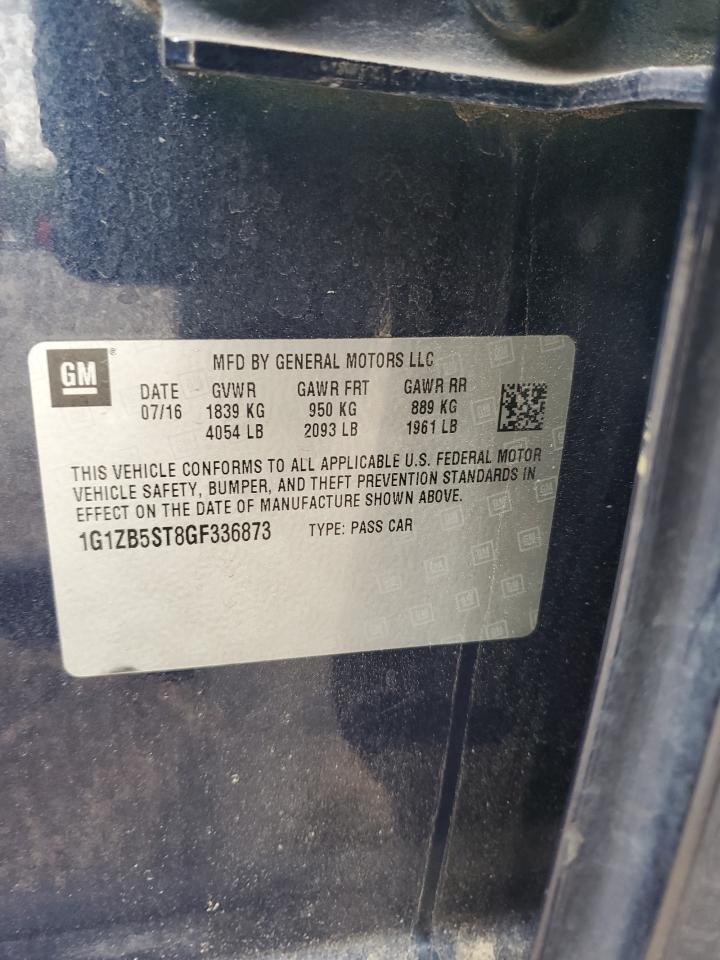 GM ®
MFD BY GENERAL MOTORS LLC
DATE GVWR GAWR FRT GAWR RR
07/16 1839 KG 950 KG 889 KG
4054 LB 2093 LB 1961 LB
THIS VEHICLE CONFORMS TO ALL APPLICABLE U.S. FEDERAL MOTOR
VEHICLE SAFETY, BUMPER, AND THEFT PREVENTION STANDARDS IN
EFFECT ON THE DATE OF MANUFACTURE SHOWN ABOVE.
1G1ZB5ST8GF336873 TYPE: PASS CAR